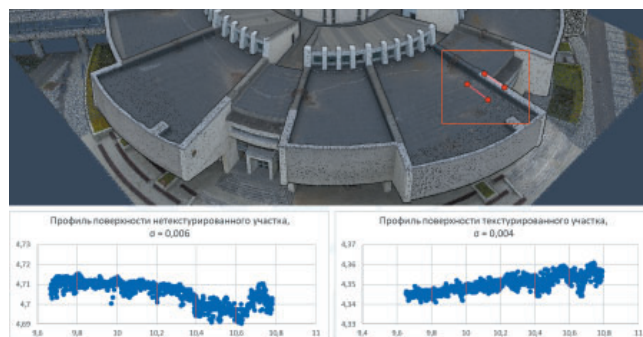 Профиль поверхности нетекстурированного участка,
σ = 0,006
4,73
4,72
4,71
4,7
4,69
9,6 9,8 10 10,2 10,4 10,6 10,8 11
Профиль поверхности текстурированного участка,
σ = 0,004
4,37
4,36
4,35
4,34
4,33
9,4 9,6 9,8 10 10,2 10,4 10,6 10,8 11